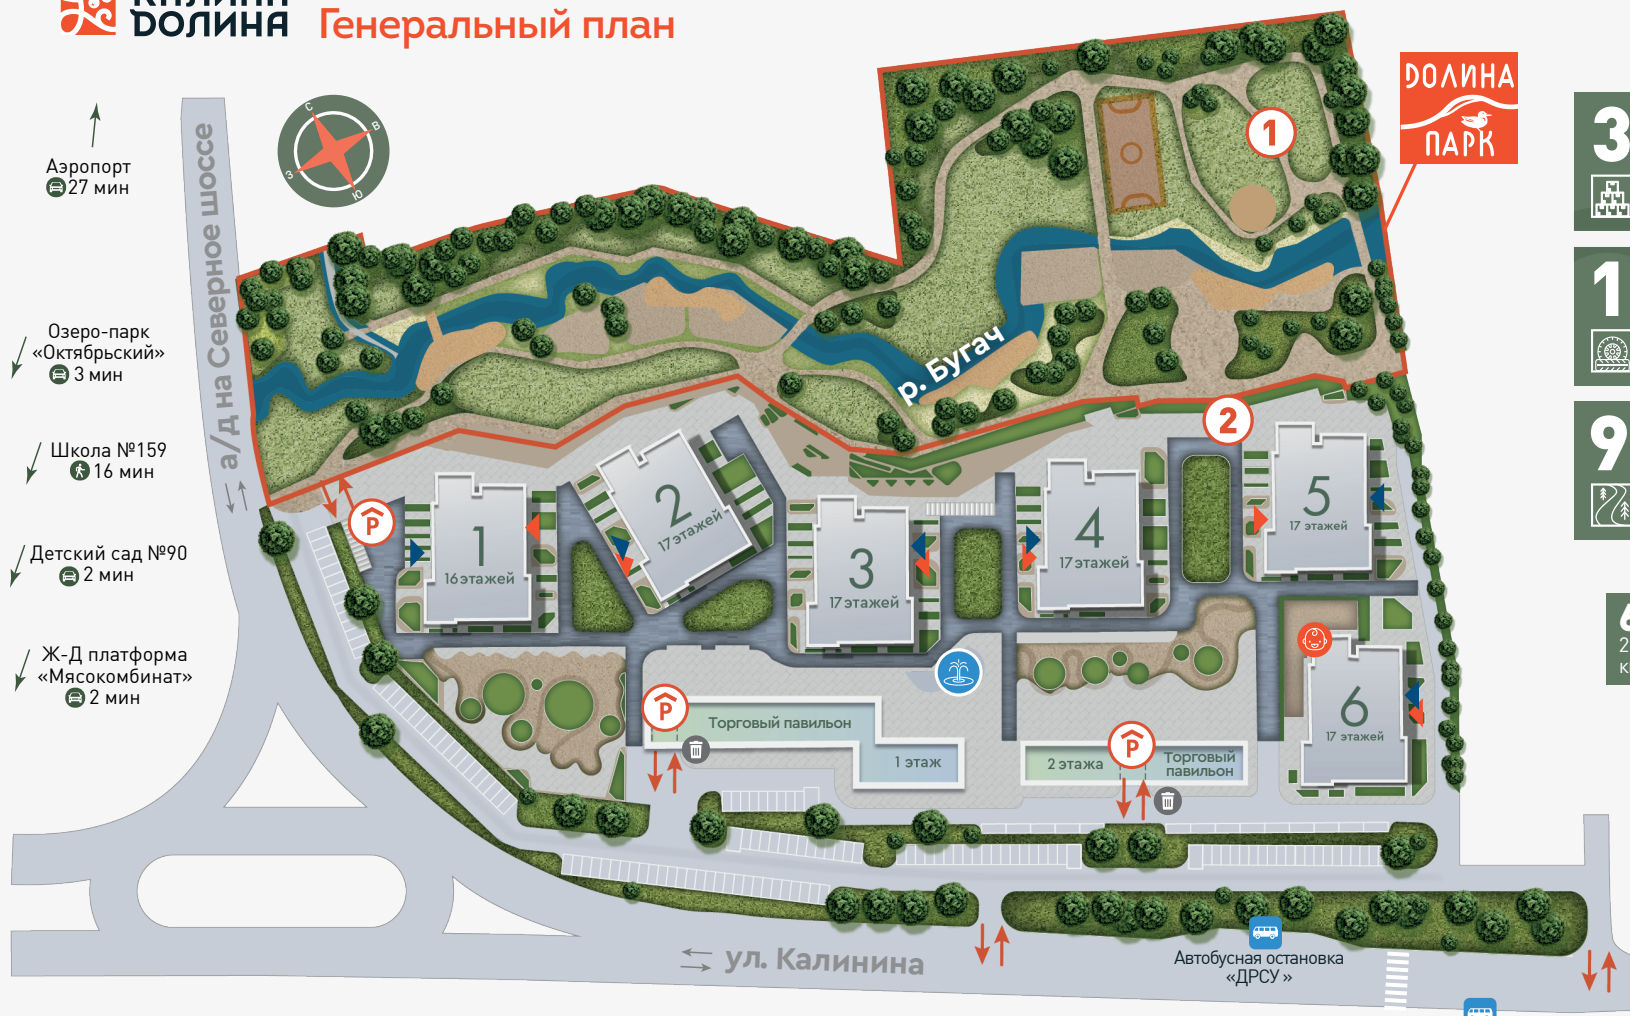 КАЛИНА
ДОЛИНА
Генеральный план
Аэропорт
27 мин
Озеро-парк
«Октябрьский»
3 мин
Школа №159
16 мин
Детский сад №90
2 мин
Ж-Д платформа
«Мясокомбинат»
2 мин
а/д на Северное шоссе
С
В
З
Ю
1
ДОЛИНА
ПАРК
р. Бугач
2
P
1
16 этажей
2
17 этажей
3
17 этажей
4
17 этажей
5
17 этажей
6
17 этажей
P
Торговый павильон
1 этаж
P
2 этажа
Торговый
павильон
ул. Калинина
Автобусная остановка
«ДРСУ»
3
1
9
2